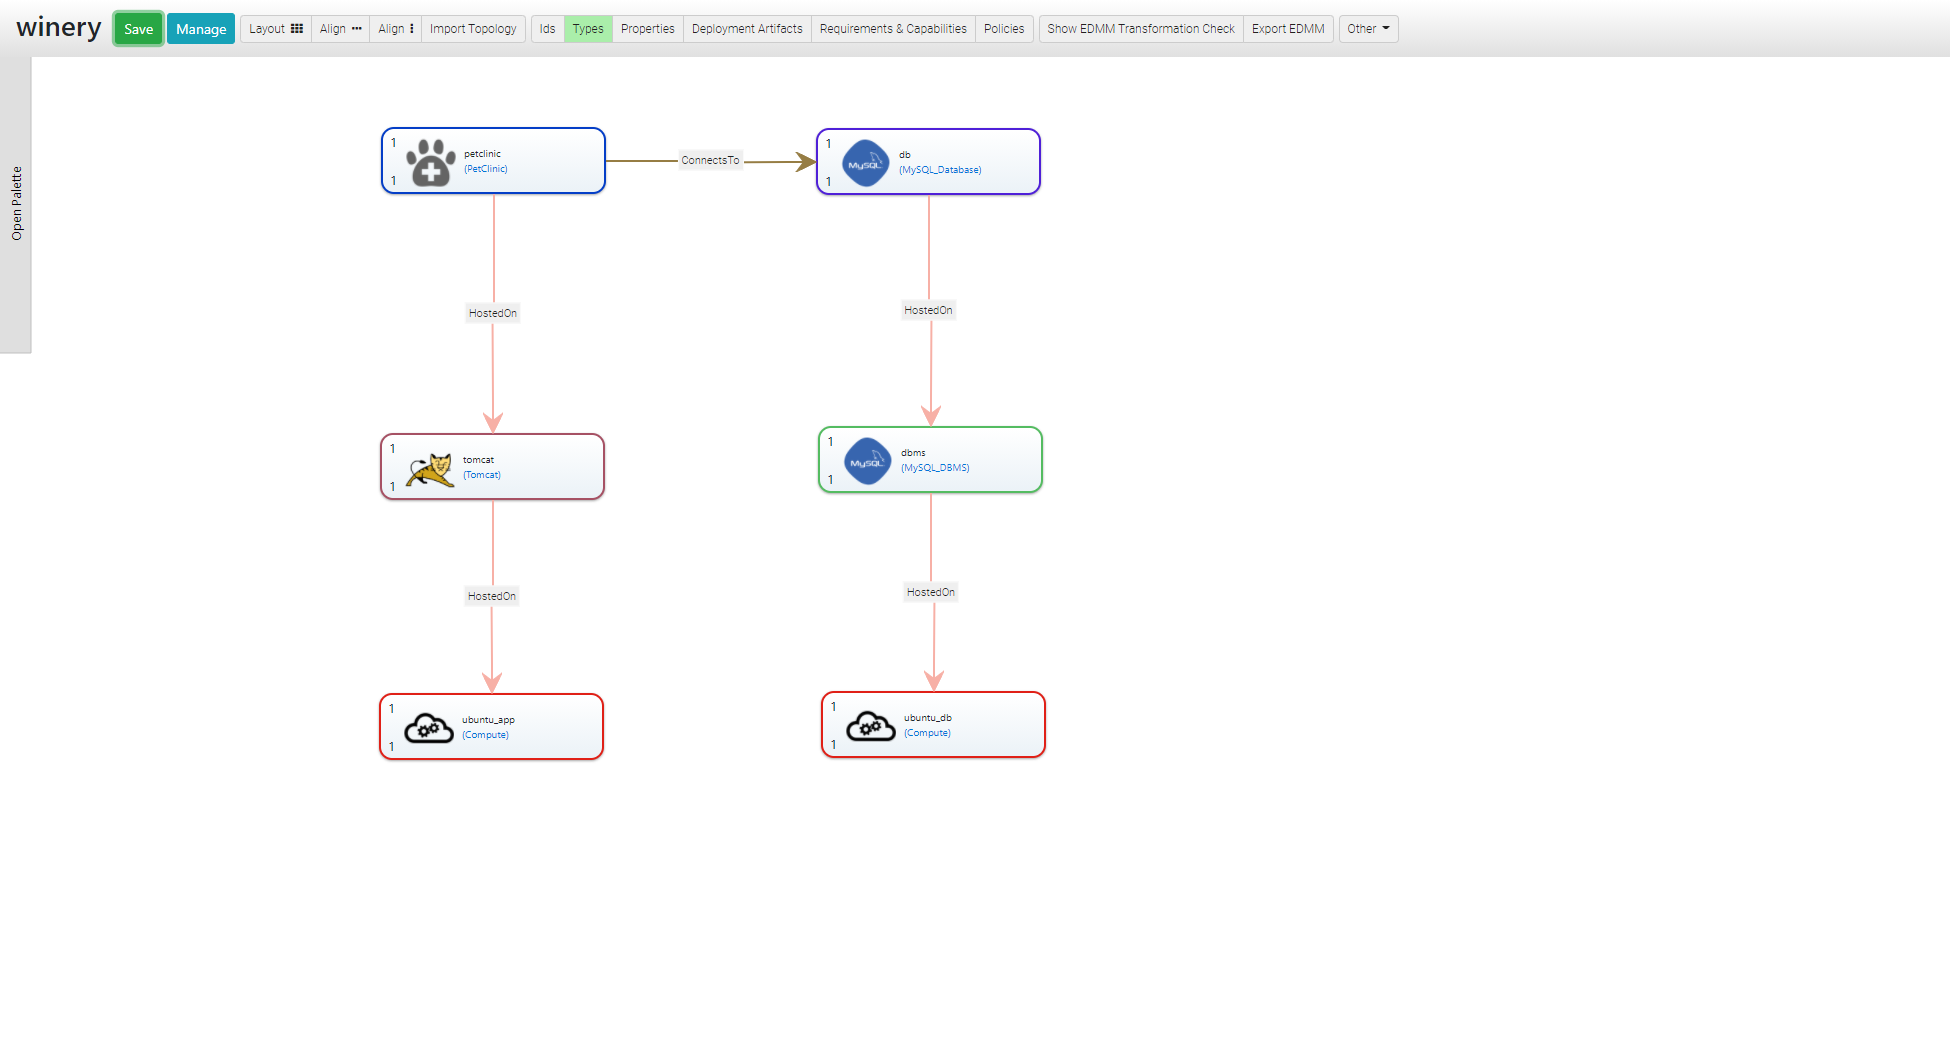 winery Save Manage Layout Align Align Import Topology Ids Types Properties Deployment Artifacts Requirements & Capabilities Policies Show EDMM Transformation Check Export EDMM Other
Open Palette
1
petclinic
(PetClinic)
1
ConnectsTo
1
MySQL
db
(MySQL_Database)
1
HostedOn
HostedOn
1
tomcat
(Tomcat)
1
1
MySQL
dbms
(MySQL_DBMS)
1
HostedOn
HostedOn
1
ubuntu_app
(Compute)
1
1
ubuntu_db
(Compute)
1